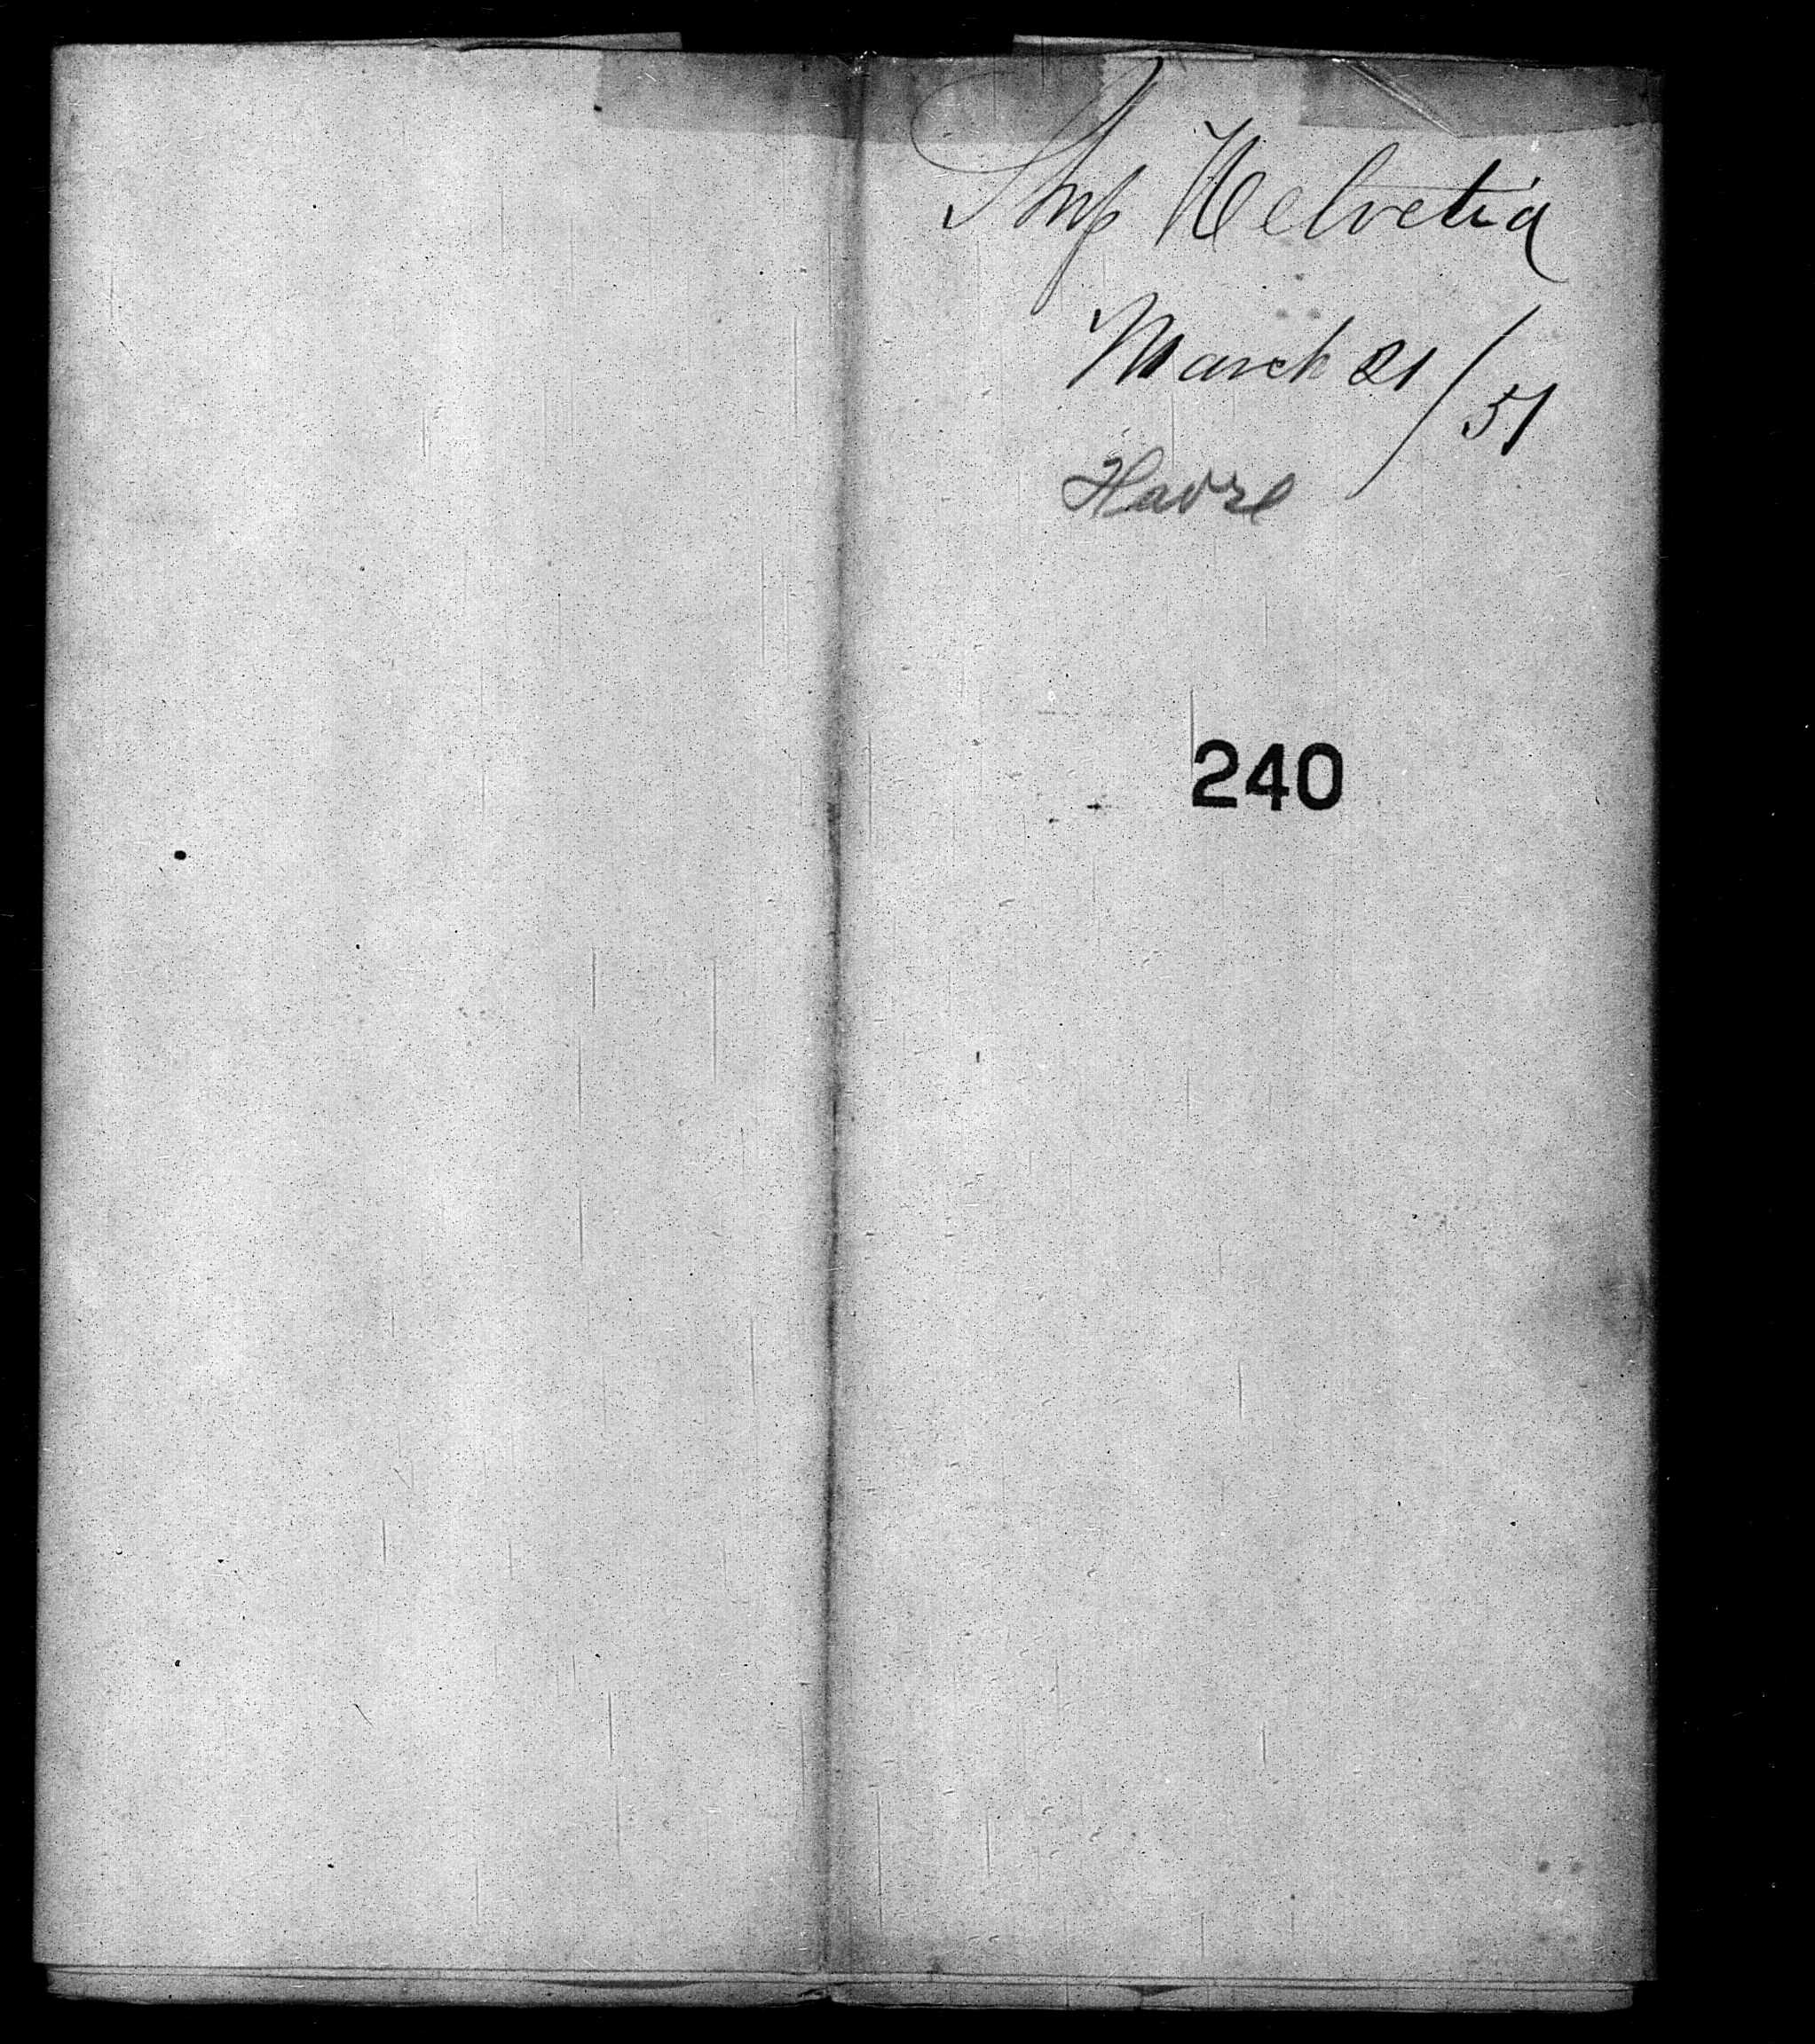 Ship Helvetia
March 21/51
Havre
240